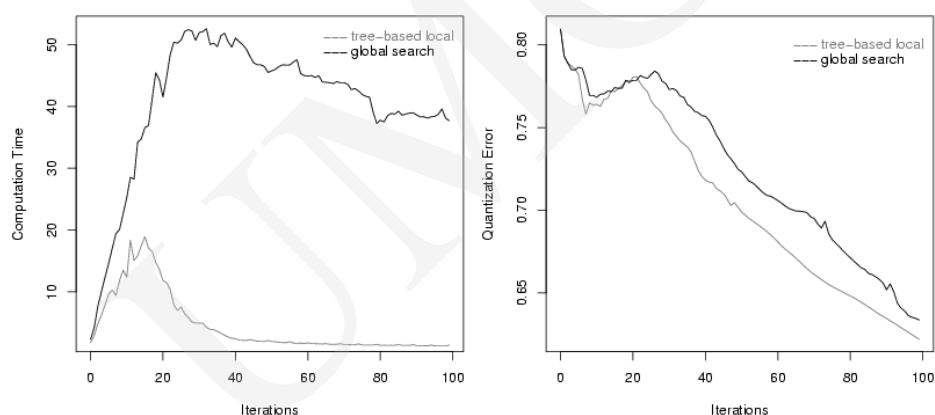 tree−based local
global search
Computation Time
50
40
30
20
10
0
20
40
60
80
100
Iterations
tree−based local
global search
Quantization Error
0.80
0.75
0.70
0.65
0
20
40
60
80
100
Iterations